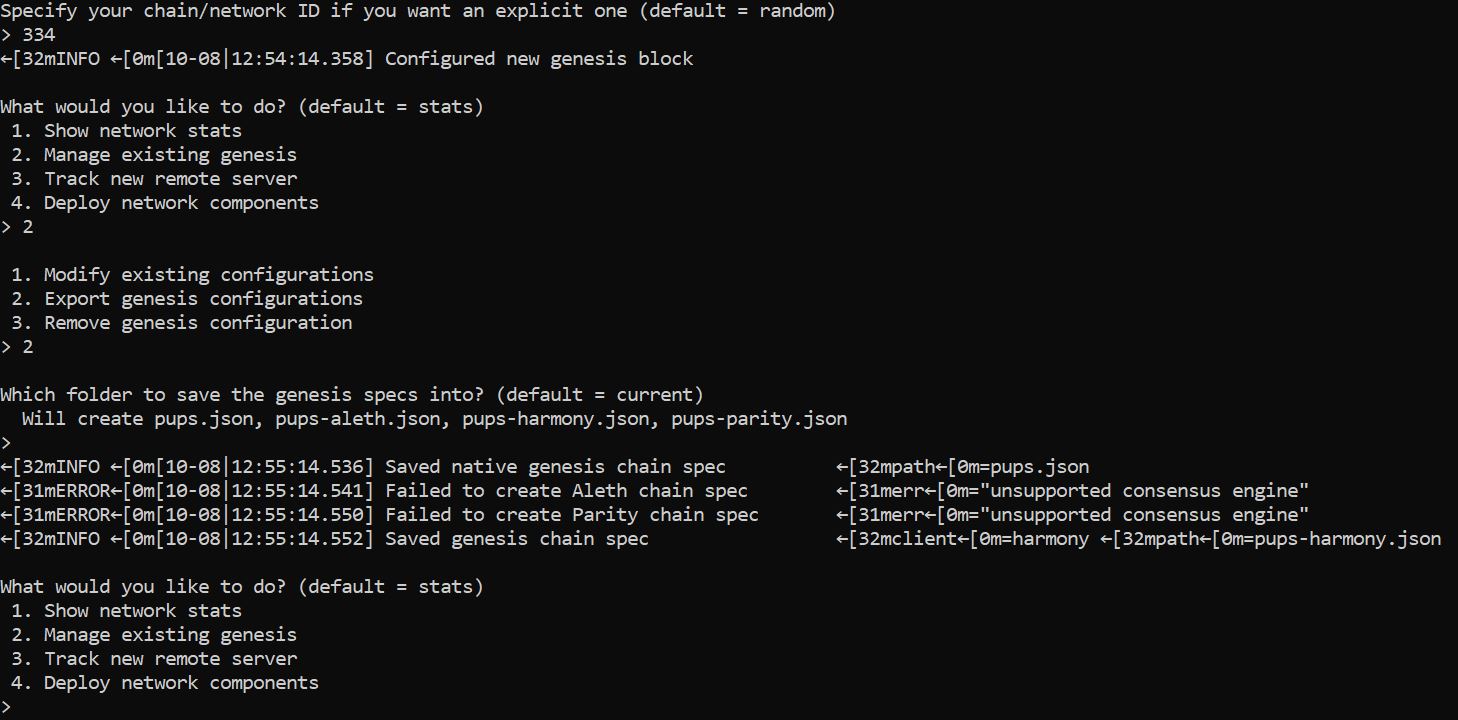 Specify your chain/network ID if you want an explicit one (default = random)
> 334
←[32mINFO ←[0m[10-08|12:54:14.358] Configured new genesis block
What would you like to do? (default = stats)
1. Show network stats
2. Manage existing genesis
3. Track new remote server
4. Deploy network components
> 2
1. Modify existing configurations
2. Export genesis configurations
3. Remove genesis configuration
> 2
Which folder to save the genesis specs into? (default = current)
Will create pups.json, pups-aleth.json, pups-harmony.json, pups-parity.json
>
←[32mINFO ←[0m[10-08|12:55:14.536] Saved native genesis chain spec ←[32mpath←[0m=pups.json
←[31mERROR←[0m[10-08|12:55:14.541] Failed to create Aleth chain spec ←[31merr←[0m="unsupported consensus engine"
←[31mERROR←[0m[10-08|12:55:14.550] Failed to create Parity chain spec ←[31merr←[0m="unsupported consensus engine"
←[32mINFO ←[0m[10-08|12:55:14.552] Saved genesis chain spec ←[32mclient←[0m=harmony ←[32mpath←[0m=pups-harmony.json
What would you like to do? (default = stats)
1. Show network stats
2. Manage existing genesis
3. Track new remote server
4. Deploy network components
>